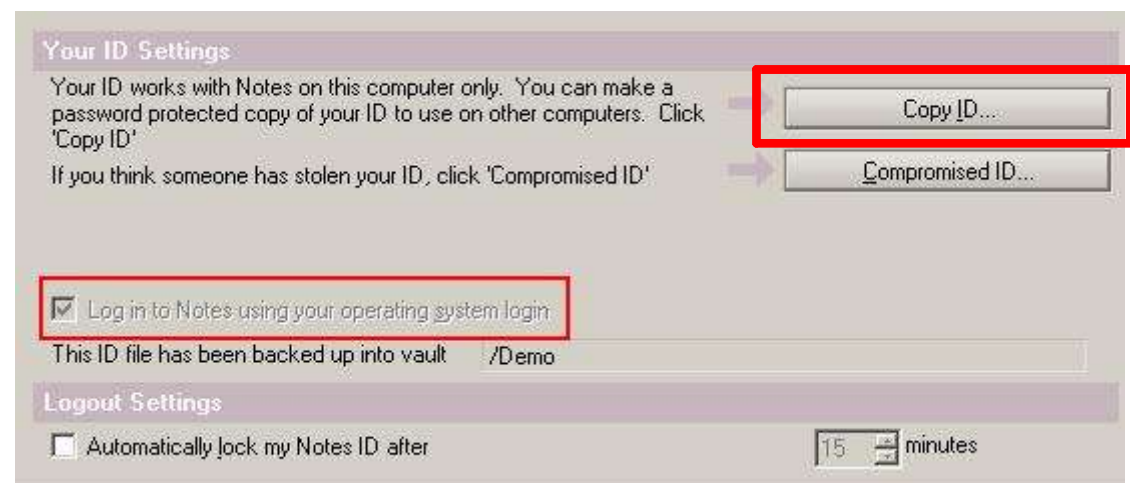 Your ID Settings
Your ID works with Notes on this computer only. You can make a
password protected copy of your ID to use on other computers. Click
'Copy ID'
Copy ID...
If you think someone has stolen your ID, click 'Compromised ID'
Compromised ID...
Log in to Notes using your operating system login
This ID file has been backed up into vault /Demo
Logout Settings
Automatically lock my Notes ID after 15 minutes